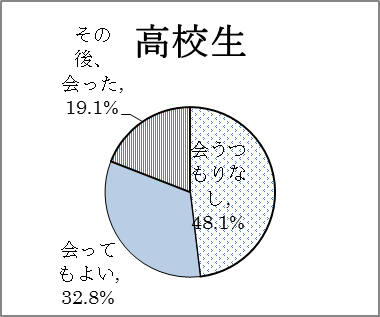 高校生
その
後、
会った,
19.1%
会うつ
もりな
し,
48.1%
会って
もよい,
32.8%